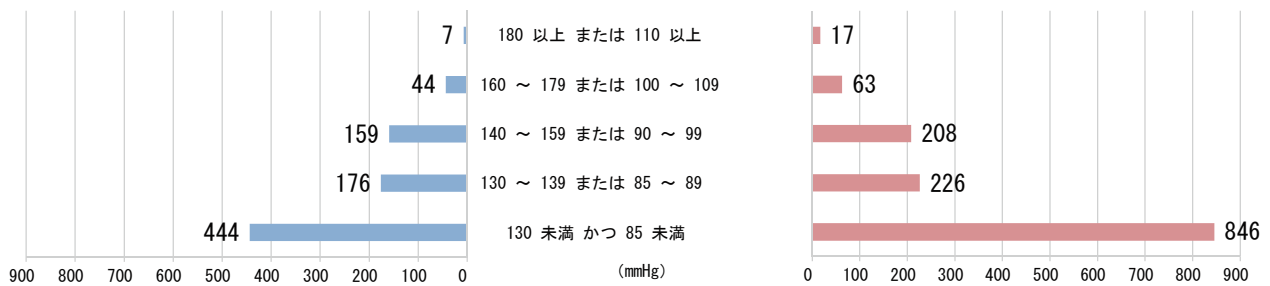 7 180 以上 または 110 以上 17
44 160 ～ 179 または 100 ～ 109 63
159 140 ～ 159 または 90 ～ 99 208
176 130 ～ 139 または 85 ～ 89 226
444 130 未満 かつ 85 未満 846
900 800 700 600 500 400 300 200 100 0 (mmHg) 0 100 200 300 400 500 600 700 800 900